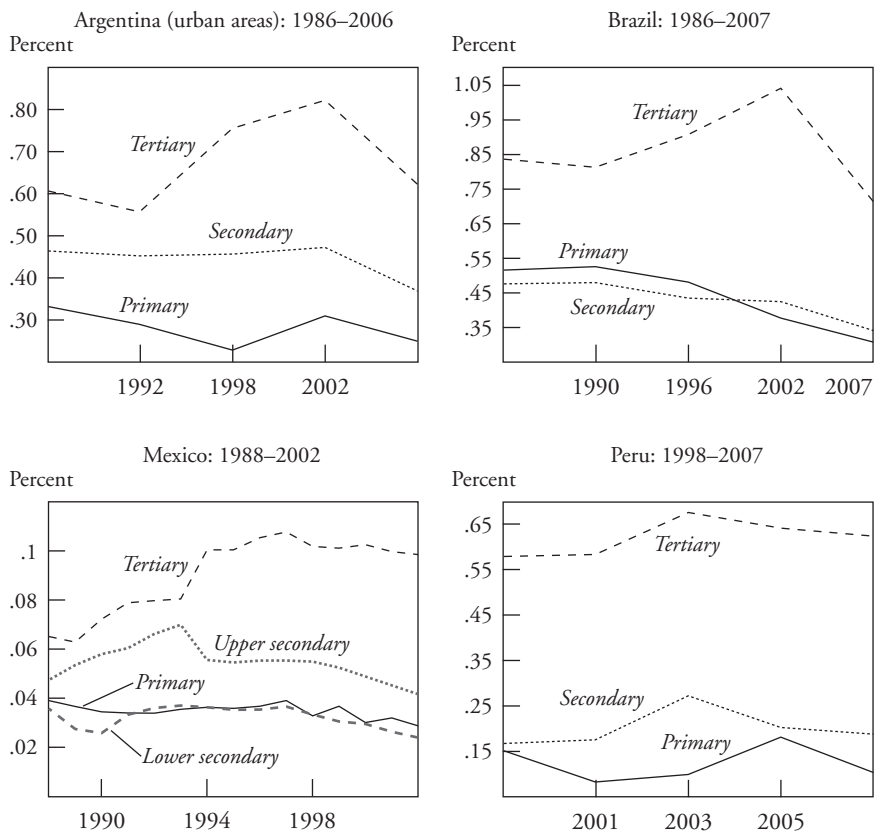 Argentina (urban areas): 1986–2006
Percent
.80
.70
.60
.50
.40
.30
Tertiary
Secondary
Primary
1992 1998 2002
Brazil: 1986–2007
Percent
1.05
.95
.85
.75
.65
.55
.45
.35
Tertiary
Primary
Secondary
1990 1996 2002 2007
Mexico: 1988–2002
Percent
.1
.08
.06
.04
.02
Tertiary
Upper secondary
Primary
Lower secondary
1990 1994 1998
Peru: 1998–2007
Percent
.65
.55
.45
.35
.25
.15
Tertiary
Secondary
Primary
2001 2003 2005